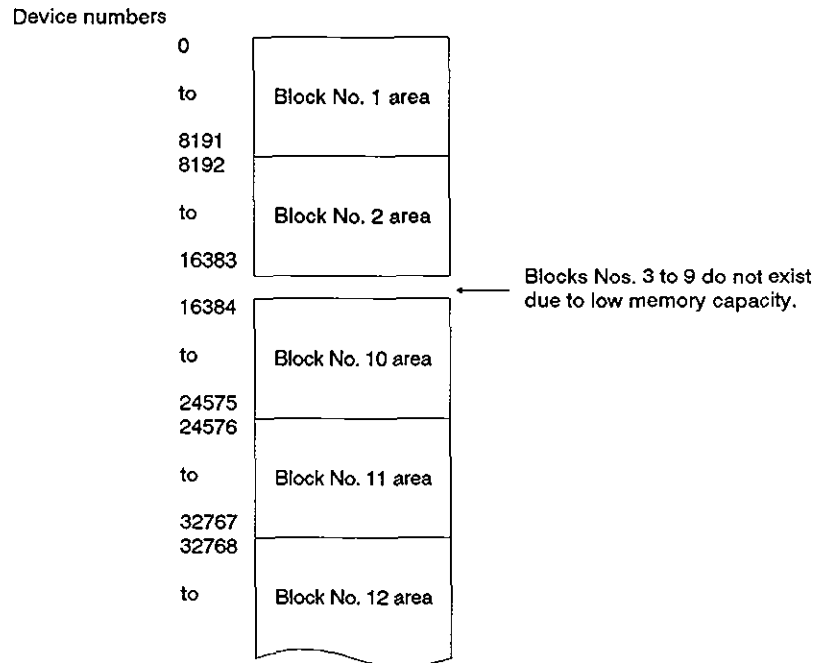 Device numbers
0
to
8191
Block No. 1 area
8192
to
16383
Block No. 2 area
Blocks Nos. 3 to 9 do not exist
due to low memory capacity.
16384
to
24575
Block No. 10 area
24576
to
32767
Block No. 11 area
32768
to
Block No. 12 area